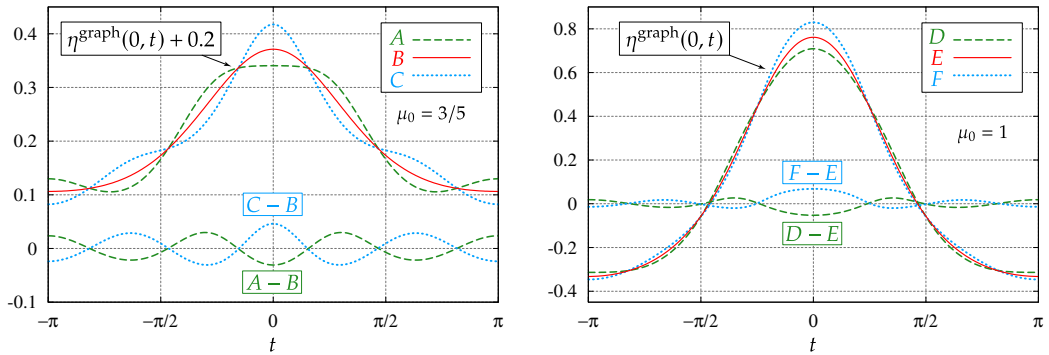 0.4
0.3
0.2
0.1
0
-0.1
−π
−π/2
0
π/2
π
t
η^graph(0, t) + 0.2
A
B
C
μ₀ = 3/5
C − B
A − B
0.8
0.6
0.4
0.2
0
-0.2
-0.4
−π
−π/2
0
π/2
π
t
η^graph(0, t)
D
E
F
μ₀ = 1
F − E
D − E